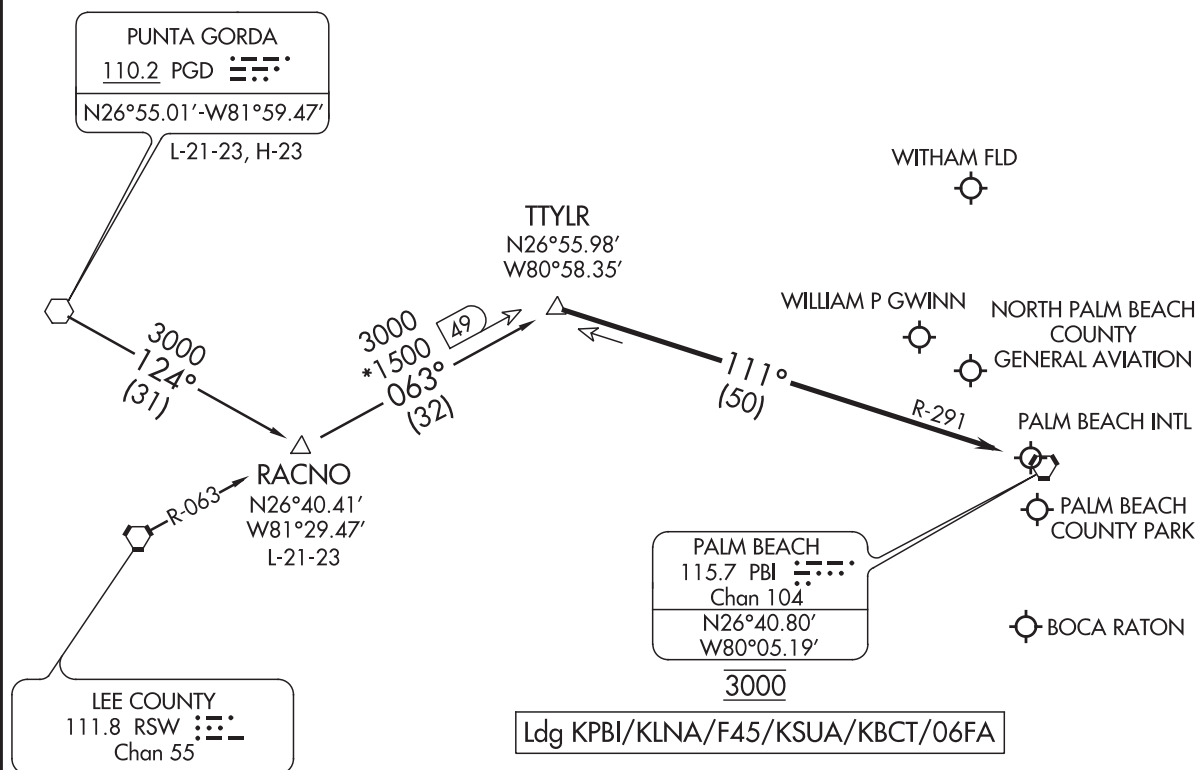 PUNTA GORDA
110.2 PGD
N26°55.01′-W81°59.47′
L-21-23, H-23
WITHAM FLD
TTYLR
N26°55.98′
W80°58.35′
WILLIAM P GWINN
NORTH PALM BEACH
COUNTY
GENERAL AVIATION
3000
124°
(31)
3000
*1500
063°
(32)
49
111°
(50)
R-291
PALM BEACH INTL
RACNO
N26°40.41′
W81°29.47′
L-21-23
R-063
PALM BEACH
COUNTY PARK
PALM BEACH
115.7 PBI
Chan 104
N26°40.80′
W80°05.19′
3000
BOCA RATON
LEE COUNTY
111.8 RSW
Chan 55
Ldg KPBI/KLNA/F45/KSUA/KBCT/06FA